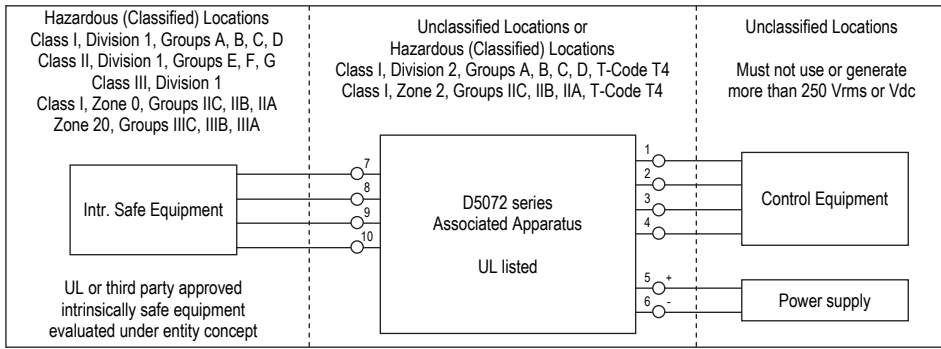 Hazardous (Classified) Locations
Class I, Division 1, Groups A, B, C, D
Class II, Division 1, Groups E, F, G
Class III, Division 1
Class I, Zone 0, Groups IIC, IIB, IIA
Zone 20, Groups IIIC, IIIB, IIIA
Intr. Safe Equipment
UL or third party approved
intrinsically safe equipment
evaluated under entity concept
Unclassified Locations or
Hazardous (Classified) Locations
Class I, Division 2, Groups A, B, C, D, T-Code T4
Class I, Zone 2, Groups IIC, IIB, IIA, T-Code T4
7
8
9
10
D5072 series
Associated Apparatus
UL listed
1
2
3
4
5 +
6 -
Unclassified Locations
Must not use or generate
more than 250 Vrms or Vdc
Control Equipment
Power supply